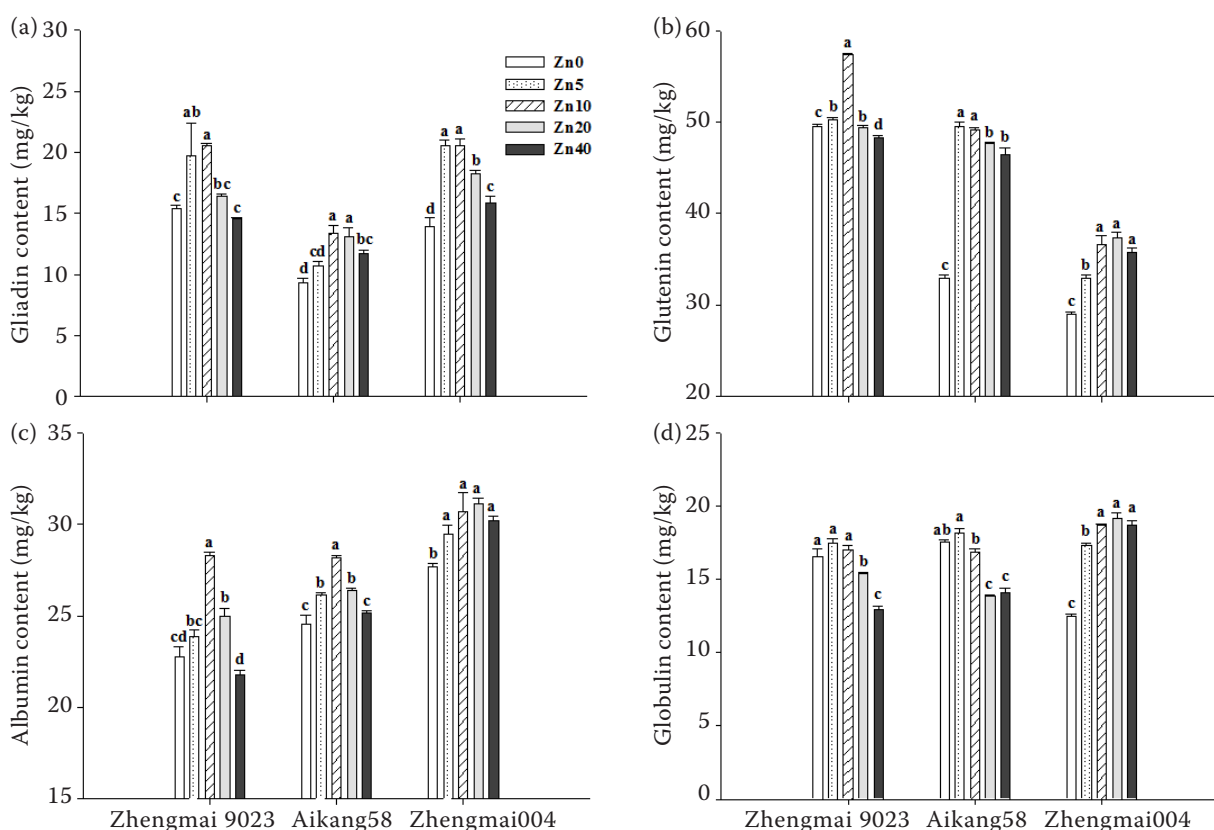 (a)
30
25
20
15
10
5
0
Gliadin content (mg/kg)
Zn0
Zn5
Zn10
Zn20
Zn40
c
ab
a
bc
c
d
cd
a
a
bc
d
a
a
b
c
(b)
60
50
40
30
20
Glutenin content (mg/kg)
c
b
a
b
d
c
a
a
b
b
c
b
a
a
a
(c)
35
30
25
20
15
Albumin content (mg/kg)
cd
bc
a
b
d
c
b
a
b
c
b
a
a
a
a
Zhengmai 9023 Aikang58 Zhengmai004
(d)
25
20
15
10
5
0
Globulin content (mg/kg)
a
a
a
b
c
ab
a
b
c
c
c
b
a
a
a
Zhengmai 9023 Aikang58 Zhengmai004